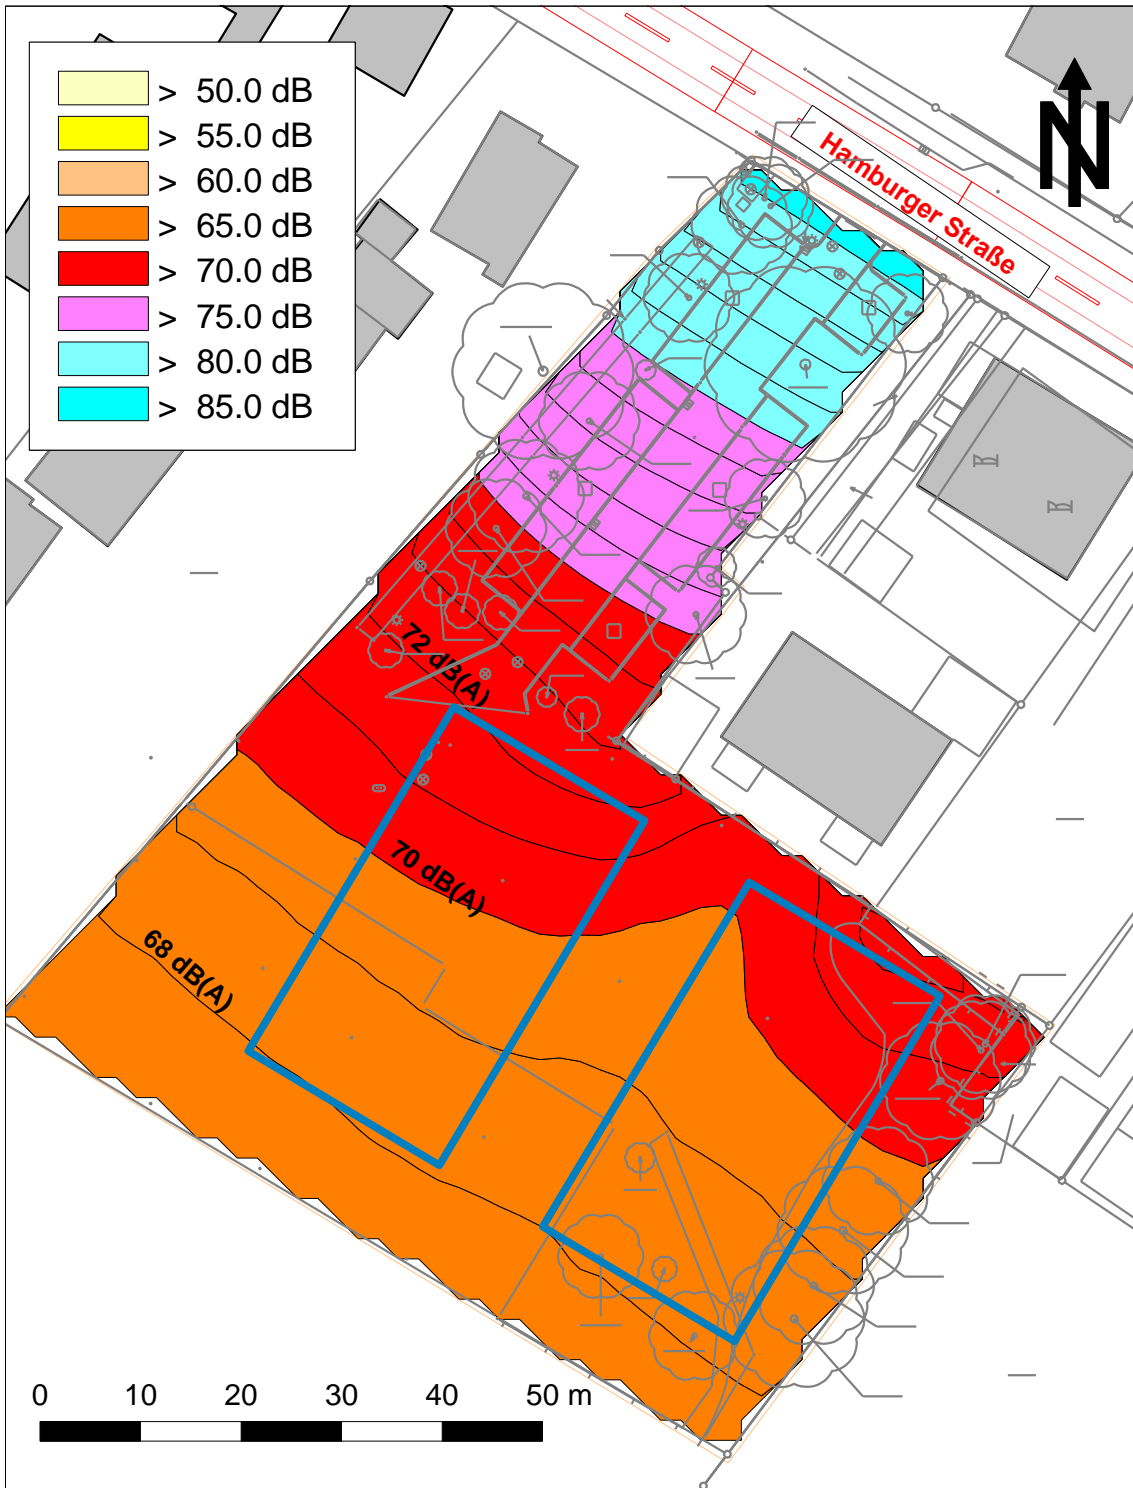 > 50.0 dB
> 55.0 dB
> 60.0 dB
> 65.0 dB
> 70.0 dB
> 75.0 dB
> 80.0 dB
> 85.0 dB
N
Hamburger Straße
72 dB(A)
70 dB(A)
68 dB(A)
0 10 20 30 40 50 m